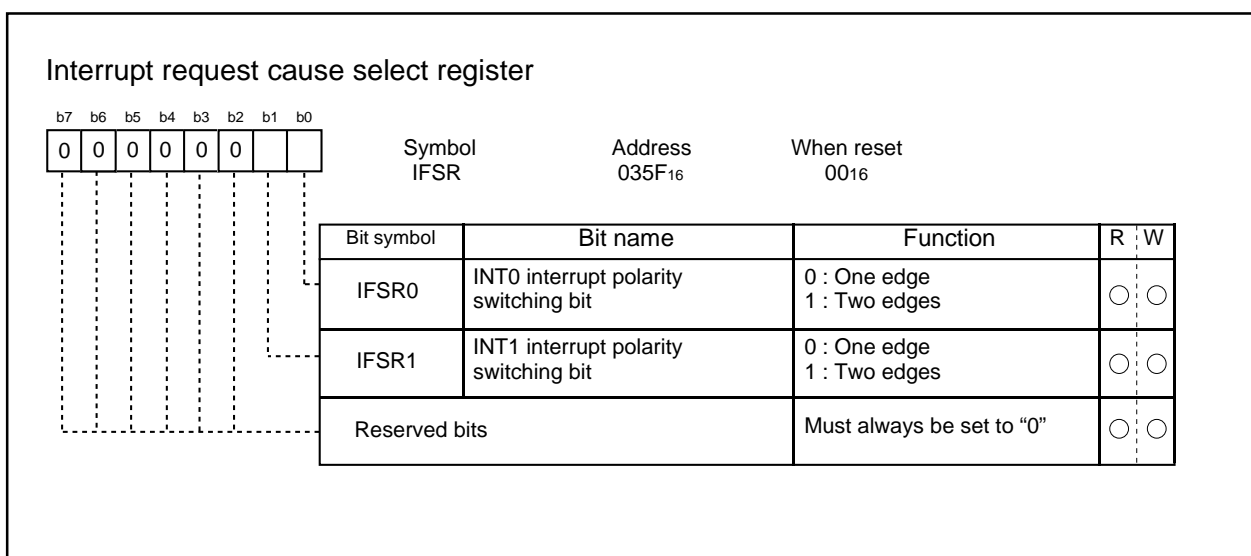 Interrupt request cause select register
b7 b6 b5 b4 b3 b2 b1 b0
0 0 0 0 0 0
Symbol Address When reset
IFSR 035F16 0016
Bit symbol Bit name Function R W
IFSR0 INT0 interrupt polarity 0 : One edge
switching bit 1 : Two edges
IFSR1 INT1 interrupt polarity 0 : One edge
switching bit 1 : Two edges
Reserved bits Must always be set to “0”